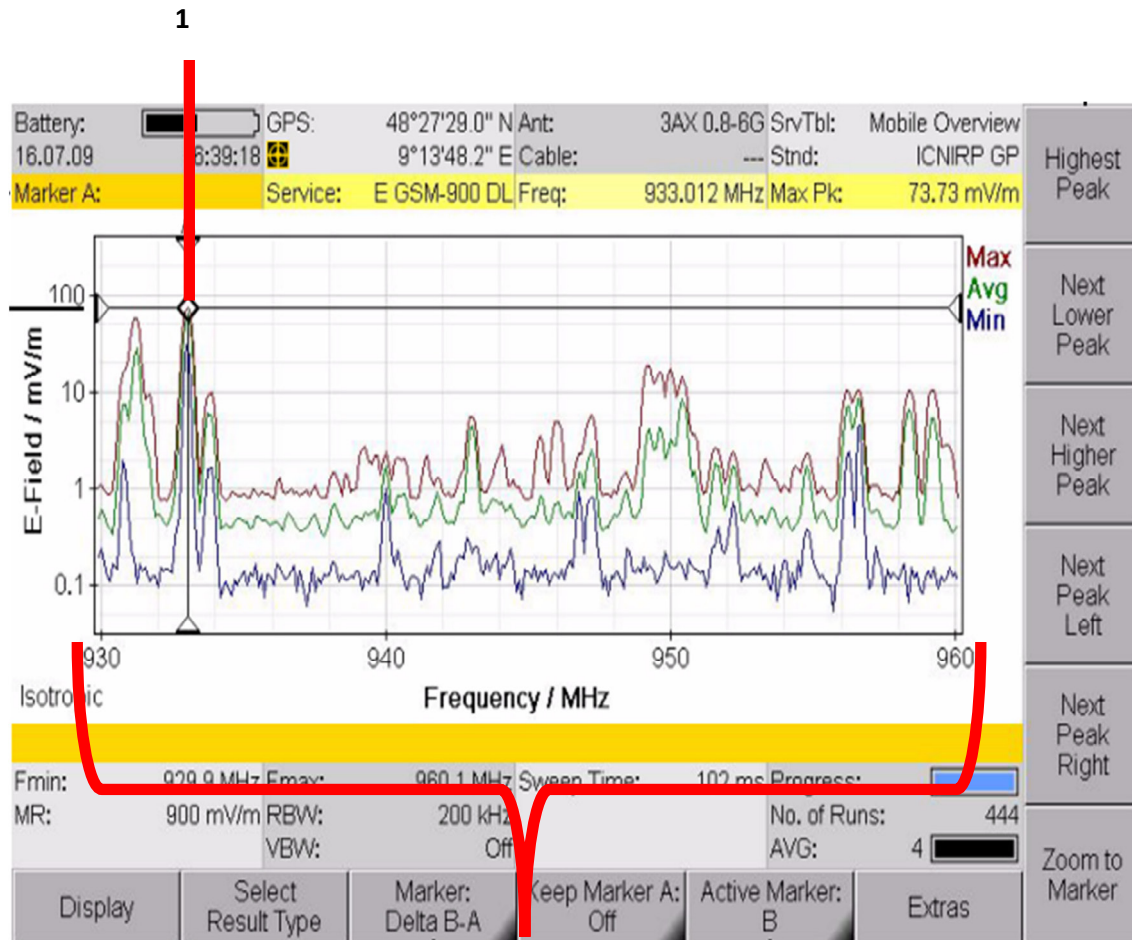 1
Battery: GPS: 48°27'29.0" N Ant: 3AX 0.8-6G SrvTbl: Mobile Overview
16.07.09 6:39:18 9°13'48.2" E Cable: --- Stnd: ICNIRP GP
Marker A: Service: E GSM-900 DL Freq: 933.012 MHz Max Pk: 73.73 mV/m
Highest
Peak
Max
Avg
Min
100
10
1
0.1
E-Field / mV/m
930 940 950 960
Isotropic Frequency / MHz
Next
Lower
Peak
Next
Higher
Peak
Next
Peak
Left
Next
Peak
Right
Fmin: 929.9 MHz Fmax: 960.1 MHz Sweep Time: 102 ms Progress:
MR: 900 mV/m RBW: 200 kHz No. of Runs: 444
VBW: Off AVG: 4
Zoom to
Marker
Display
Select
Result Type
Marker:
Delta B-A
Keep Marker A:
Off
Active Marker:
B
Extras